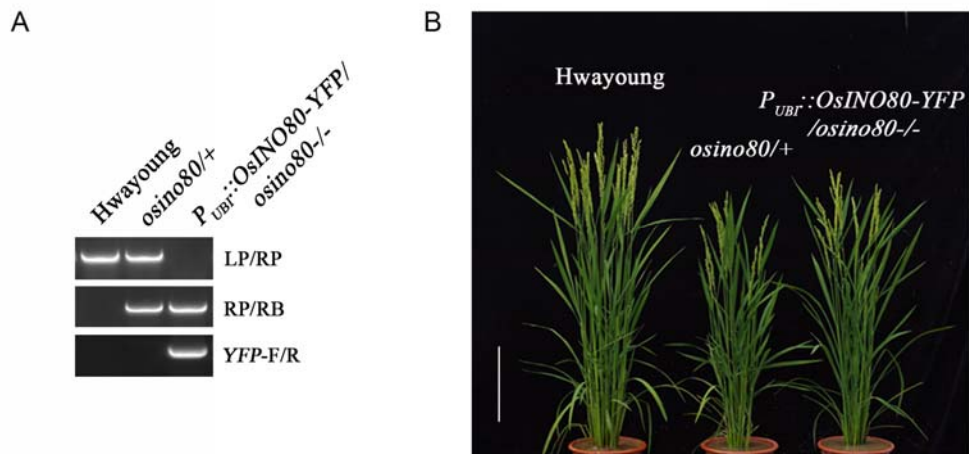 A
Hwayoung
osino80/+
PUBI::OsINO80-YFP/
osino80-/-
LP/RP
RP/RB
YFP-F/R
B
Hwayoung
osino80/+
PUBI::OsINO80-YFP
/osino80-/-